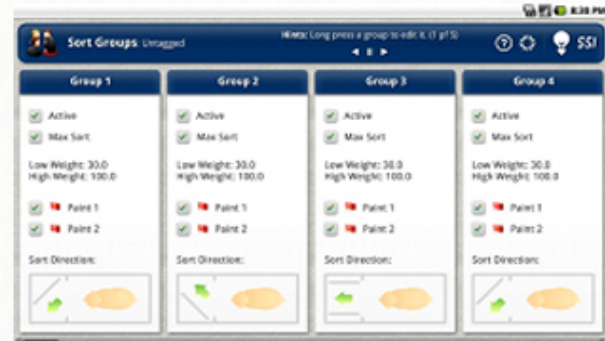 8:30 PM
Sort Groups Untagged
Hints: Long press a group to edit it. (1 of 5)
SSI
Group 1
Active
Max Sort
Low Weight: 30.0
High Weight: 100.0
Paint 1
Paint 2
Sort Direction:
Group 2
Active
Max Sort
Low Weight: 30.0
High Weight: 100.0
Paint 1
Paint 2
Sort Direction:
Group 3
Active
Max Sort
Low Weight: 30.0
High Weight: 100.0
Paint 1
Paint 2
Sort Direction:
Group 4
Active
Max Sort
Low Weight: 30.0
High Weight: 100.0
Paint 1
Paint 2
Sort Direction: